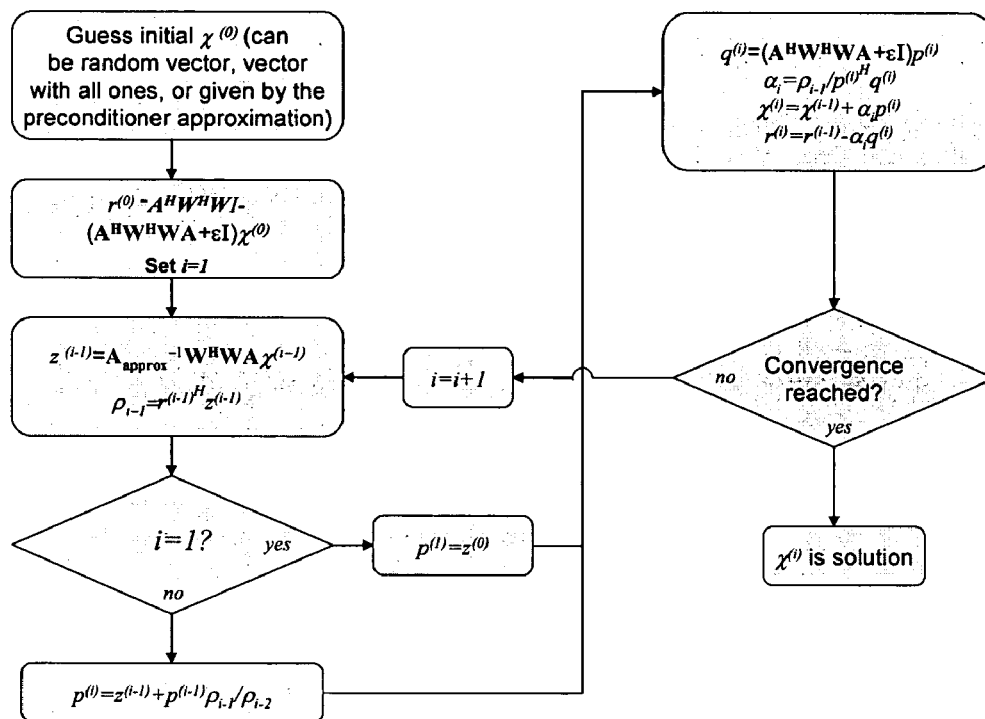 Guess initial χ⁽⁰⁾ (can
be random vector, vector
with all ones, or given by the
preconditioner approximation)
r⁽⁰⁾=AᴴWᴴWI-
(AᴴWᴴWA+εI)χ⁽⁰⁾
Set i=1
z⁽ⁱ⁻¹⁾=A_approx⁻¹WᴴWAχ⁽ⁱ⁻¹⁾
ρᵢ₋₁=r⁽ⁱ⁻¹⁾ᴴz⁽ⁱ⁻¹⁾
i=1?
yes
no
p⁽¹⁾=z⁽⁰⁾
p⁽ⁱ⁾=z⁽ⁱ⁻¹⁾+p⁽ⁱ⁻¹⁾ρᵢ₋₁/ρᵢ₋₂
q⁽ⁱ⁾=(AᴴWᴴWA+εI)p⁽ⁱ⁾
αᵢ=ρᵢ₋₁/p⁽ⁱ⁾ᴴq⁽ⁱ⁾
χ⁽ⁱ⁾=χ⁽ⁱ⁻¹⁾+αᵢp⁽ⁱ⁾
r⁽ⁱ⁾=r⁽ⁱ⁻¹⁾-αᵢq⁽ⁱ⁾
Convergence
reached?
no
yes
i=i+1
χ⁽ⁱ⁾ is solution